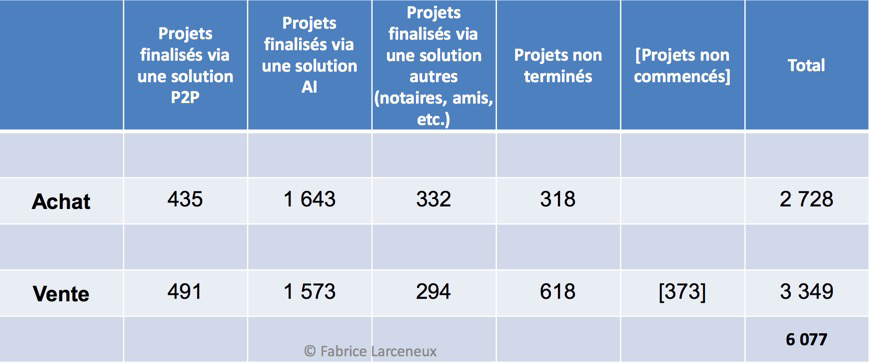 Projets
finalisés via
une solution
P2P
Projets
finalisés via
une solution
AI
Projets
finalisés via
une solution
autres
(notaires, amis,
etc.)
Projets non
terminés
[Projets non
commencés]
Total
Achat 435 1 643 332 318 2 728
Vente 491 1 573 294 618 [373] 3 349
6 077
© Fabrice Larceneux